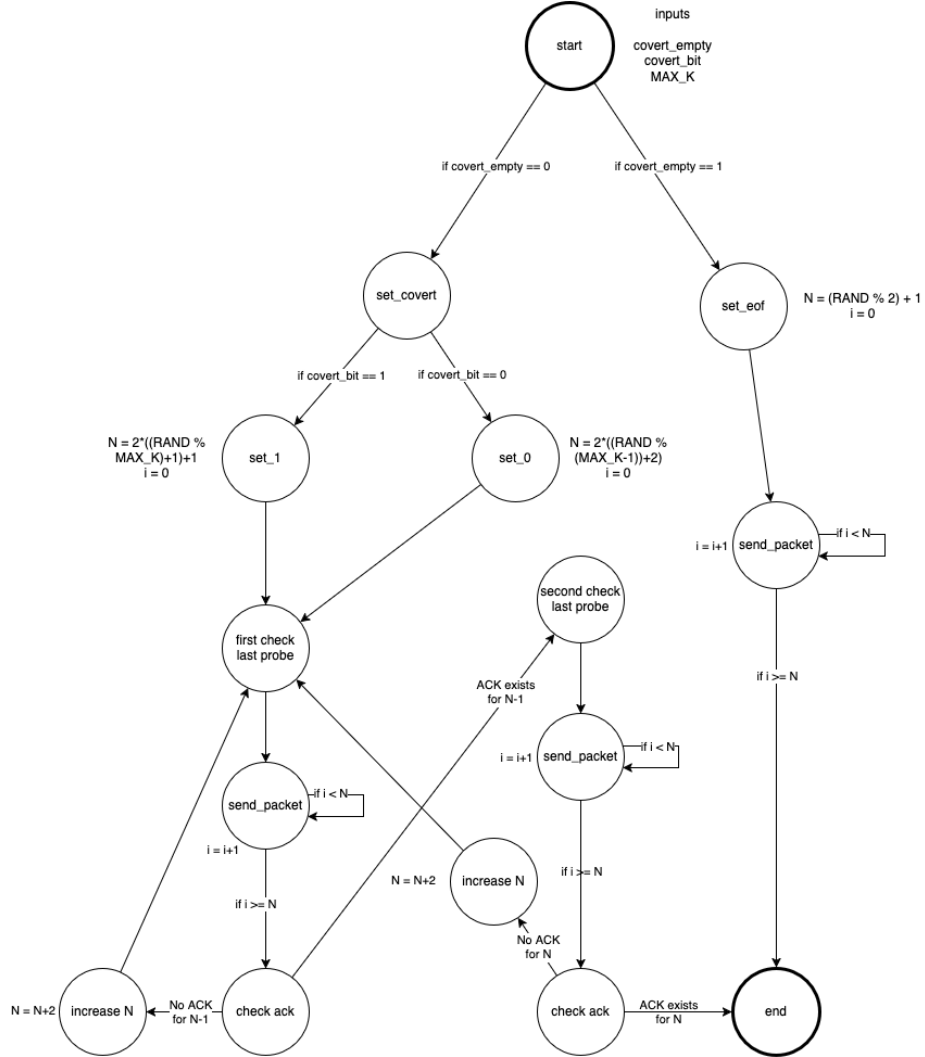 inputs
start
covert_empty
covert_bit
MAX_K
if covert_empty == 0
if covert_empty == 1
set_covert
set_eof
N = (RAND % 2) + 1
i = 0
if covert_bit == 1
if covert_bit == 0
N = 2*((RAND %
MAX_K)+1)+1
i = 0
set_1
set_0
N = 2*((RAND %
(MAX_K-1))+2)
i = 0
i = i+1
send_packet
if i < N
second check
last probe
first check
last probe
if i >= N
ACK exists
for N-1
i = i+1
send_packet
if i < N
send_packet
if i < N
i = i+1
if i >= N
N = N+2
increase N
if i >= N
No ACK
for N
N = N+2
increase N
No ACK
for N-1
check ack
check ack
ACK exists
for N
end